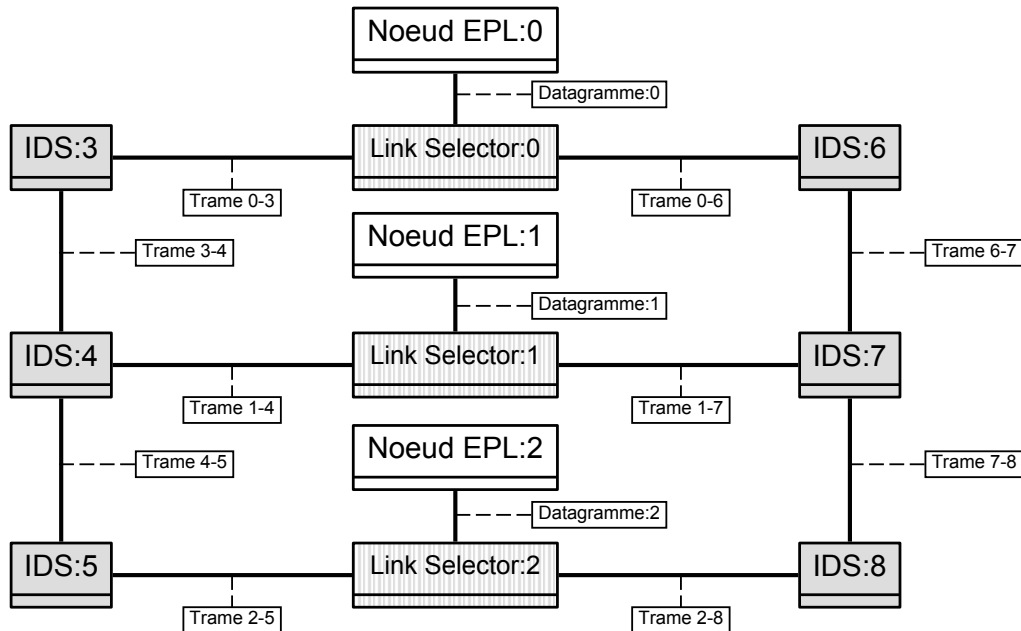 Noeud EPL:0
Datagramme:0
IDS:3
Link Selector:0
IDS:6
Trame 0-3
Trame 0-6
Noeud EPL:1
Trame 3-4
Trame 6-7
Datagramme:1
IDS:4
Link Selector:1
IDS:7
Trame 1-4
Trame 1-7
Noeud EPL:2
Trame 4-5
Trame 7-8
Datagramme:2
IDS:5
Link Selector:2
IDS:8
Trame 2-5
Trame 2-8